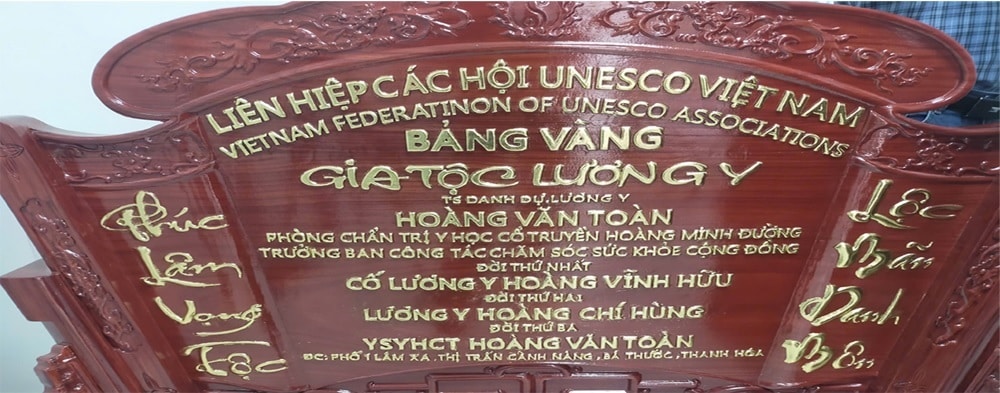 LIÊN HIỆP CÁC HỘI UNESCO VIỆT NAM
VIETNAM FEDERATINON OF UNESCO ASSOCIATIONS
BẢNG VÀNG
GIA TỘC LƯƠNG Y
TS DANH DỰ, LƯƠNG Y
HOÀNG VĂN TOÀN
PHÒNG CHẨN TRỊ Y HỌC CỔ TRUYỀN HOÀNG MINH ĐƯỜNG
TRƯỞNG BAN CÔNG TÁC CHĂM SÓC SỨC KHỎE CỘNG ĐỒNG
ĐỜI THỨ NHẤT
CỐ LƯƠNG Y HOÀNG VĨNH HỮU
ĐỜI THỨ HAI
LƯƠNG Y HOÀNG CHÍ HÙNG
ĐỜI THỨ BA
YSYHCT HOÀNG VĂN TOÀN
ĐC: PHỐ 1 LÂM XA, THỊ TRẤN CÀNH NÀNG, BÁ THƯỚC, THANH HÓA
Phúc
Lâm
Vọng
Tộc
Lộc
Mãn
Danh
Môn